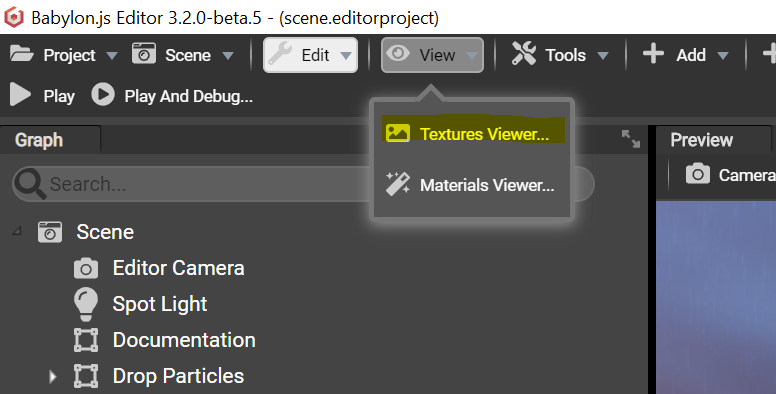 Babylon.js Editor 3.2.0-beta.5 - (scene.editorproject)
Project Scene Edit View Tools Add
Play Play And Debug...
Textures Viewer...
Graph Preview
Materials Viewer...
Search... Camera
Scene
Editor Camera
Spot Light
Documentation
Drop Particles